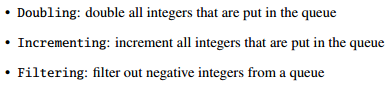 • Doubling: double all integers that are put in the queue
• Incrementing: increment all integers that are put in the queue
• Filtering: filter out negative integers from a queue